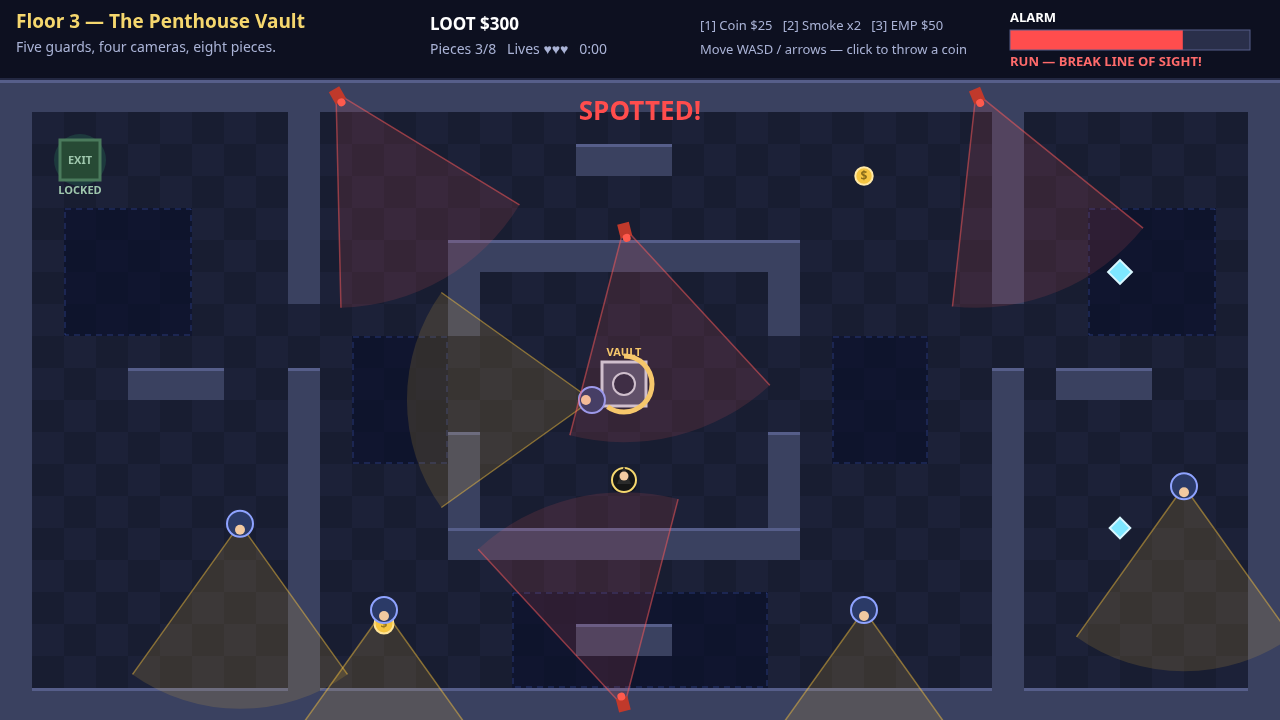 Floor 3 — The Penthouse Vault
Five guards, four cameras, eight pieces.
LOOT $300
Pieces 3/8 Lives ♥♥♥ 0:00
[1] Coin $25 [2] Smoke x2 [3] EMP $50
Move WASD / arrows — click to throw a coin
ALARM
RUN — BREAK LINE OF SIGHT!
SPOTTED!
EXIT
LOCKED
$
VAULT
$